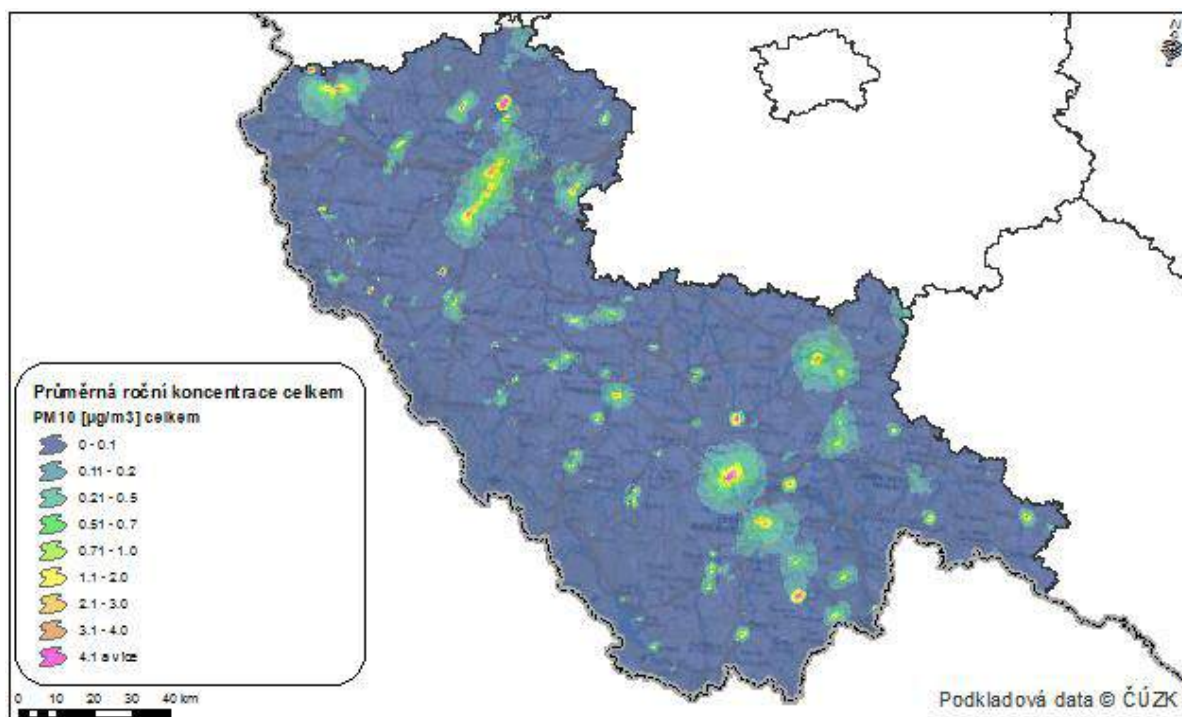 Průměrná roční koncentrace celkem
PM10 [µg/m3] celkem
0 - 0.1
0.11 - 0.2
0.21 - 0.5
0.51 - 0.7
0.71 - 1.0
1.1 - 2.0
2.1 - 3.0
3.1 - 4.0
4.1 a více
0 10 20 30 40 km
Podkladová data © ČÚZK